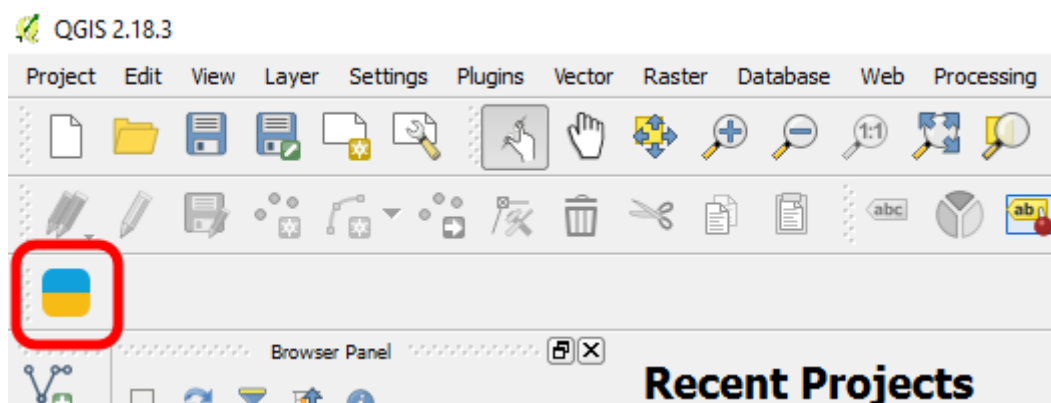 QGIS 2.18.3
Project Edit View Layer Settings Plugins Vector Raster Database Web Processing
1:1
abc ab
Browser Panel
Recent Projects